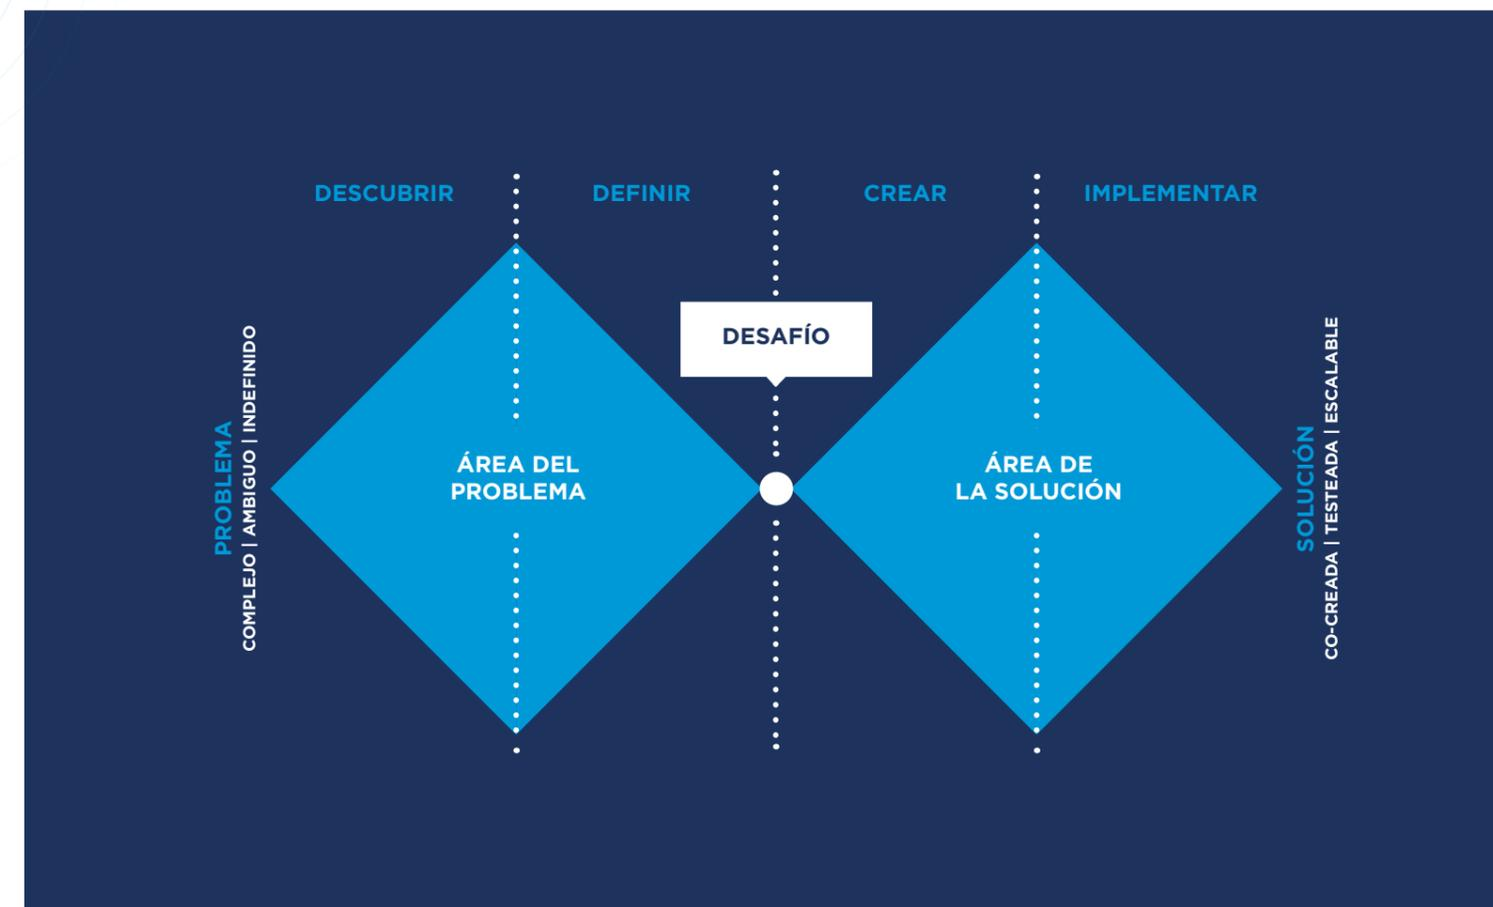 DESCUBRIR
DEFINIR
CREAR
IMPLEMENTAR
DESAFÍO
PROBLEMA
COMPLEJO | AMBIGUO | INDEFINIDO
ÁREA DEL
PROBLEMA
ÁREA DE
LA SOLUCIÓN
SOLUCIÓN
CO-CREADA | TESTEADA | ESCALABLE